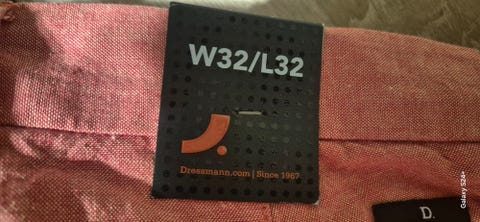 W32/L32
Dressmann.com | Since 1967
D.
Galaxy S24+